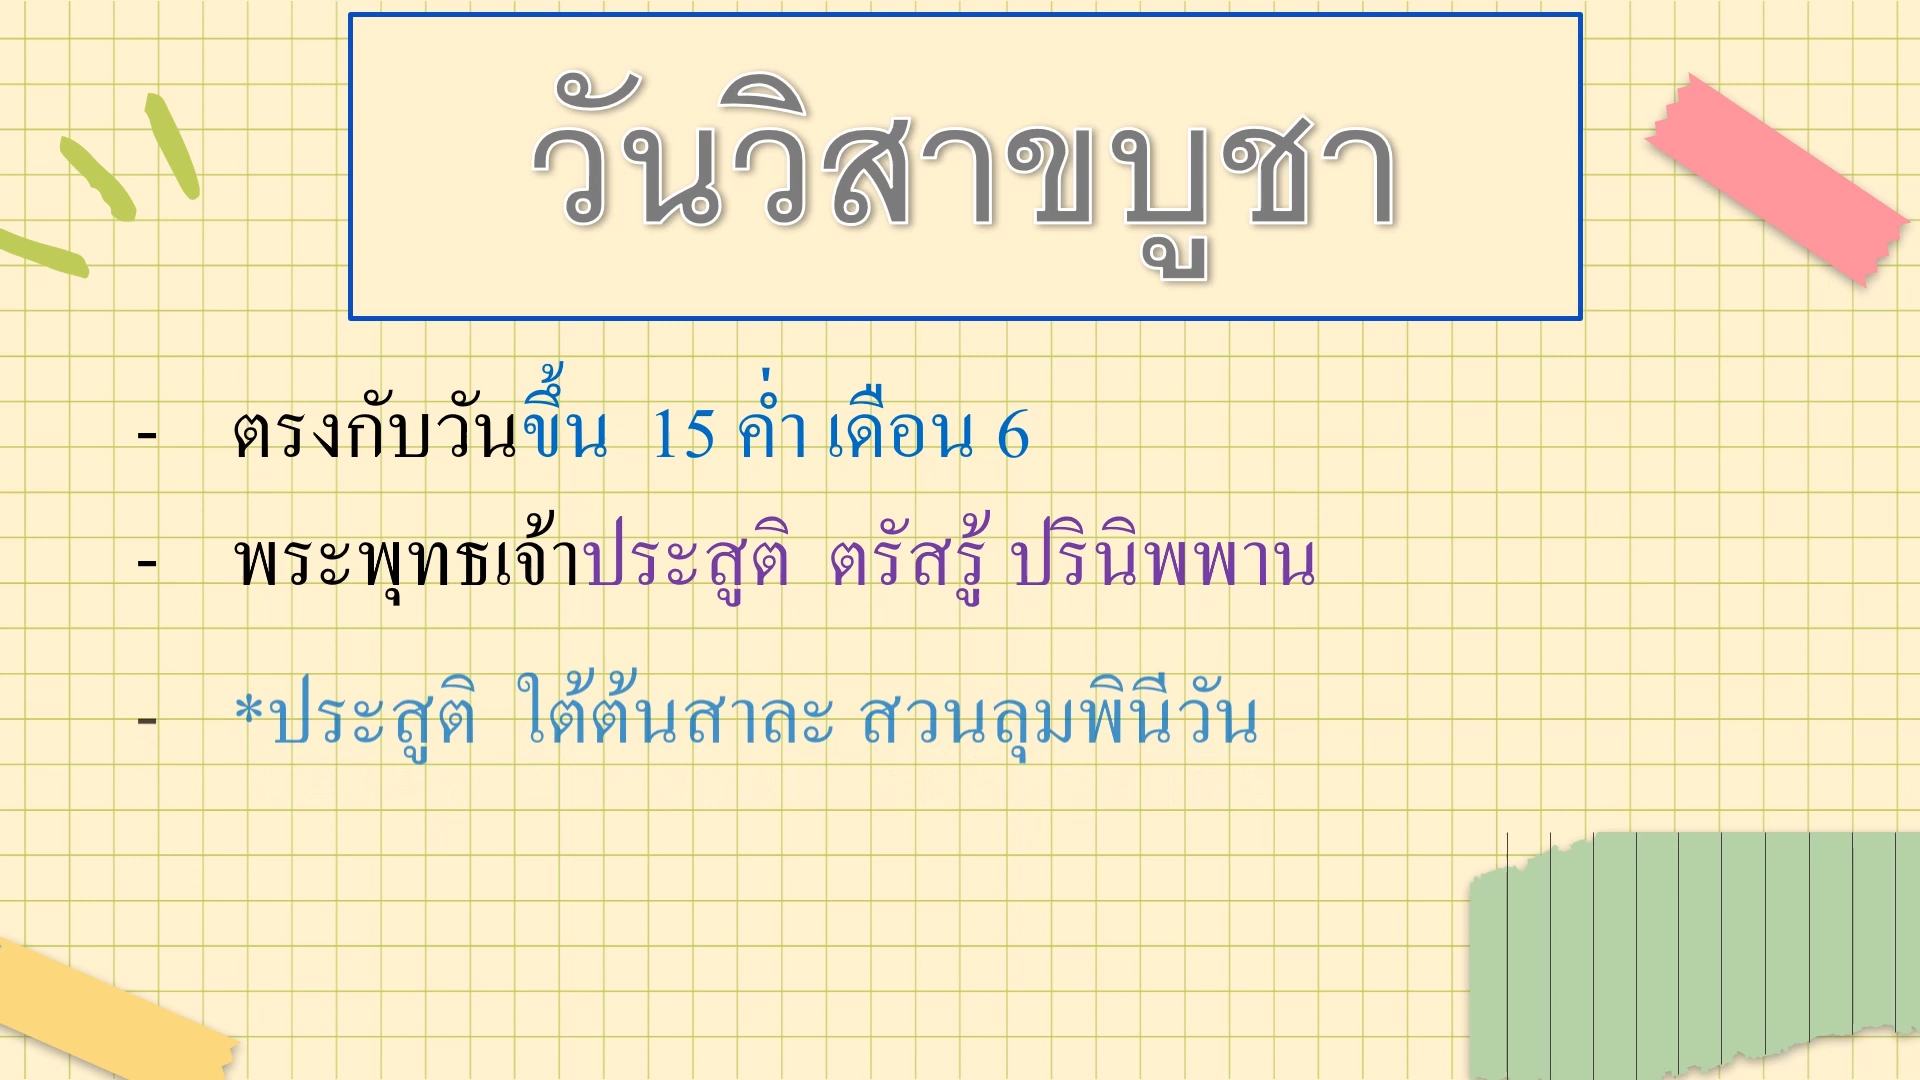 วันวิสาขบูชา
- ตรงกับวันขึ้น 15 ค่ำ เดือน 6
- พระพุทธเจ้าประสูติ ตรัสรู้ ปรินิพพาน
- *ประสูติ ใต้ต้นสาละ สวนลุมพินีวัน